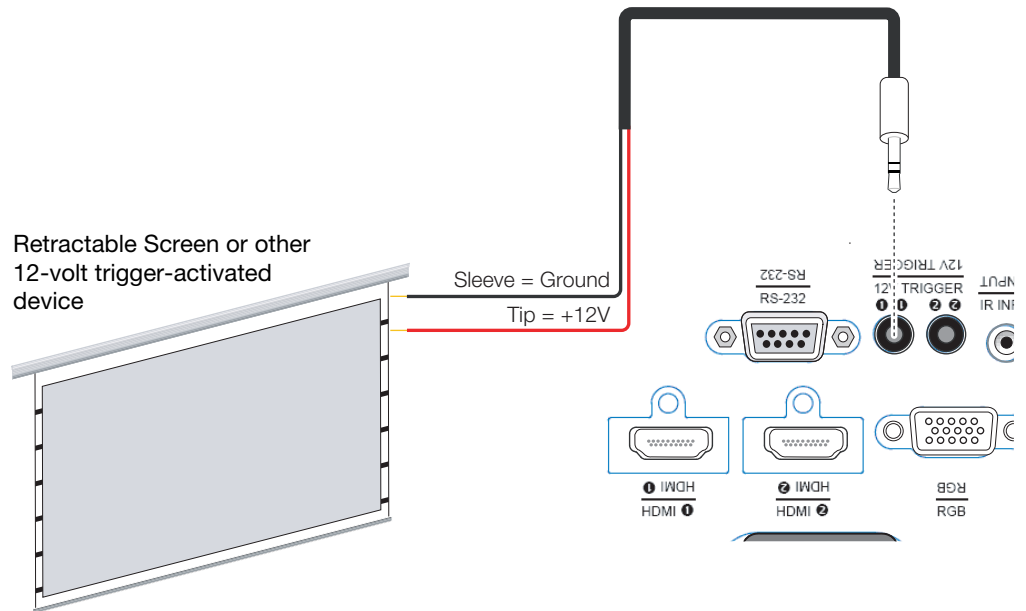 Retractable Screen or other
12-volt trigger-activated
device
Sleeve = Ground
Tip = +12V
RS-232
RS-232
12V TRIGGER
12V TRIGGER
❶ ❶ ❷ ❷
INPUT
IR INP
HDMI ❶
HDMI ❶
HDMI ❷
HDMI ❷
RGB
RGB